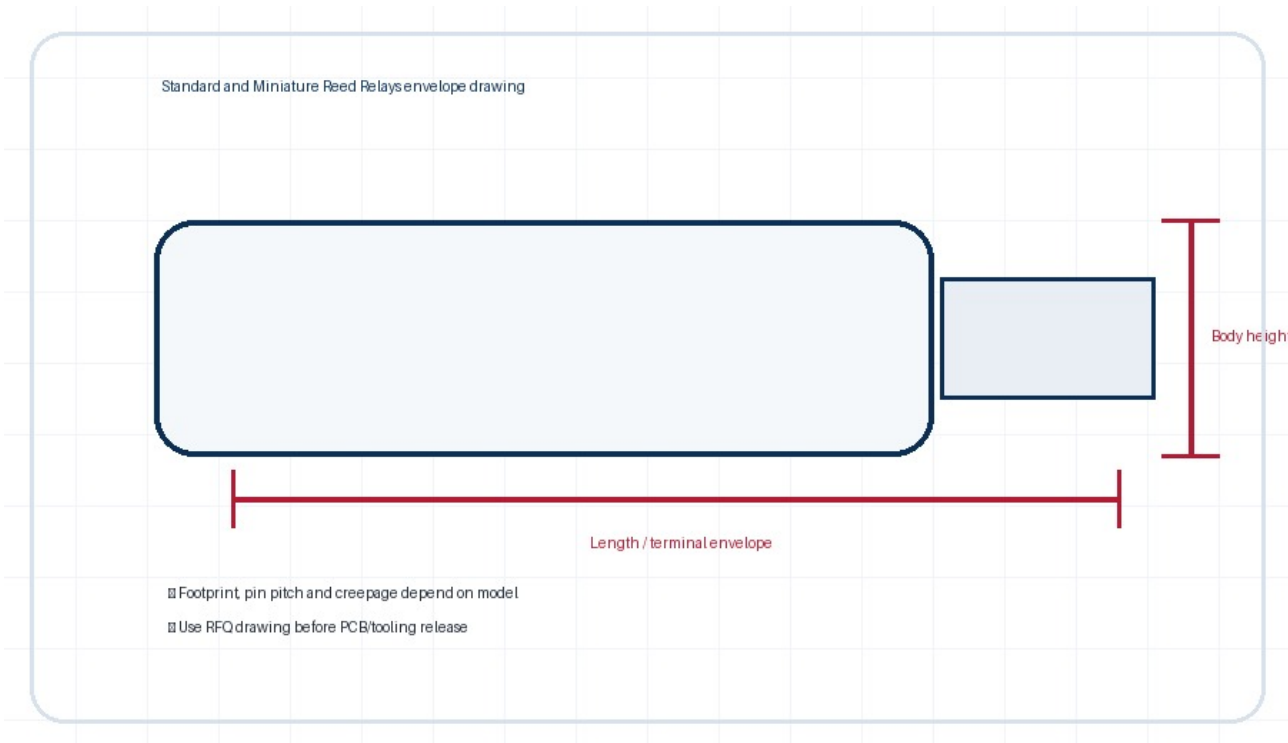 Standard and Miniature Reed Relays envelope drawing
Body heigh
Length / terminal envelope
Footprint, pin pitch and creepage depend on model
Use RFQ drawing before PCB/tooling release